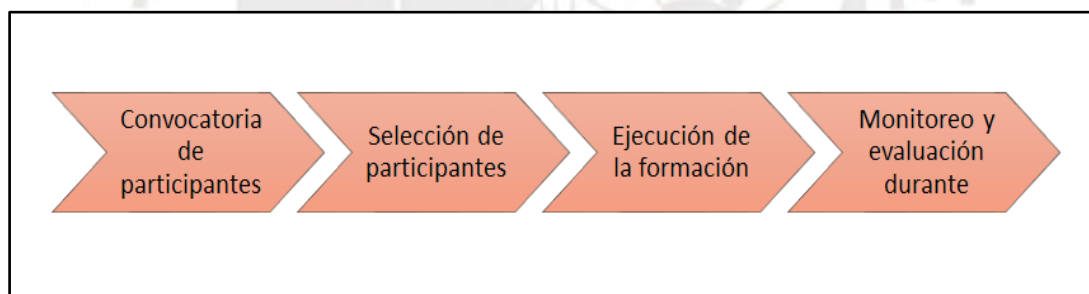 Convocatoria
de
participantes
Selección de
participantes
Ejecución de
la formación
Monitoreo y
evaluación
durante